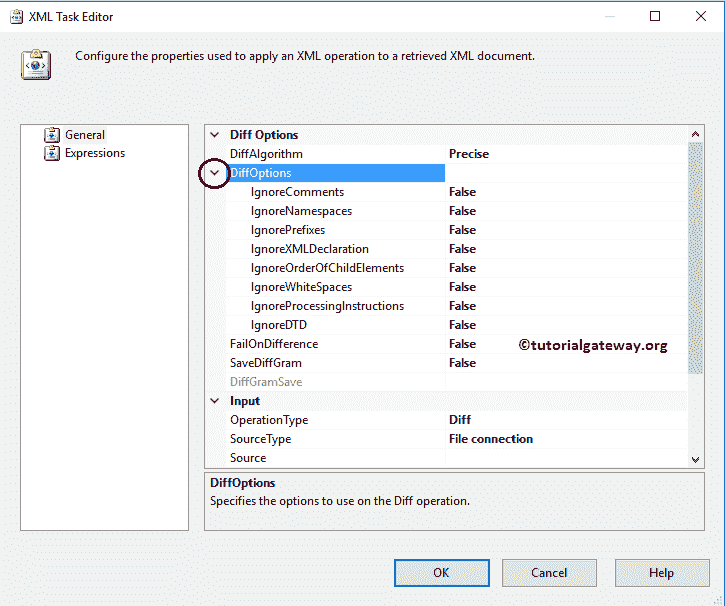 XML Task Editor
Configure the properties used to apply an XML operation to a retrieved XML document.
General
Expressions
Diff Options
DiffAlgorithm Precise
DiffOptions
IgnoreComments False
IgnoreNamespaces False
IgnorePrefixes False
IgnoreXMLDeclaration False
IgnoreOrderOfChildElements False
IgnoreWhiteSpaces False
IgnoreProcessingInstructions False
IgnoreDTD False
FailOnDifference False
©tutorialgateway.org
SaveDiffGram False
DiffGramSave
Input
OperationType Diff
SourceType File connection
Source
DiffOptions
Specifies the options to use on the Diff operation.
OK Cancel Help